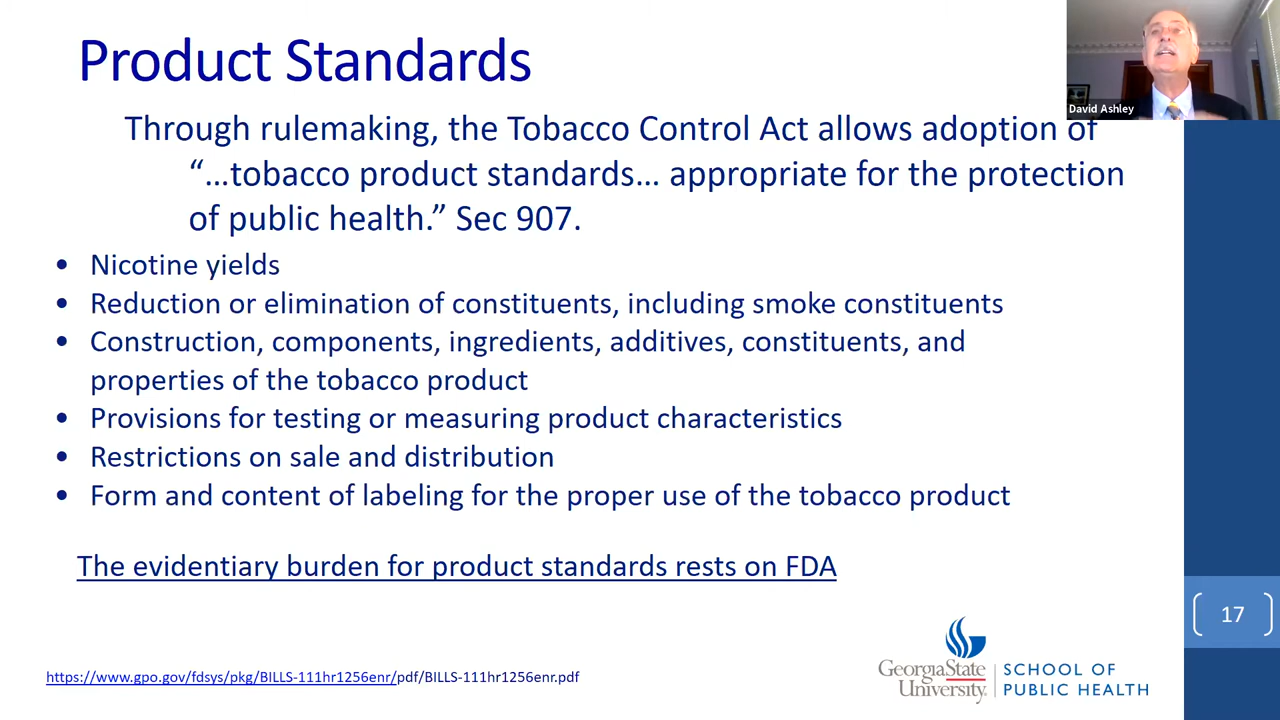 Product Standards
David Ashley
Through rulemaking, the Tobacco Control Act allows adoption of
“…tobacco product standards… appropriate for the protection
of public health.” Sec 907.
• Nicotine yields
• Reduction or elimination of constituents, including smoke constituents
• Construction, components, ingredients, additives, constituents, and
properties of the tobacco product
• Provisions for testing or measuring product characteristics
• Restrictions on sale and distribution
• Form and content of labeling for the proper use of the tobacco product
The evidentiary burden for product standards rests on FDA
17
https://www.gpo.gov/fdsys/pkg/BILLS-111hr1256enr/pdf/BILLS-111hr1256enr.pdf
GeorgiaState
University.
SCHOOL OF
PUBLIC HEALTH